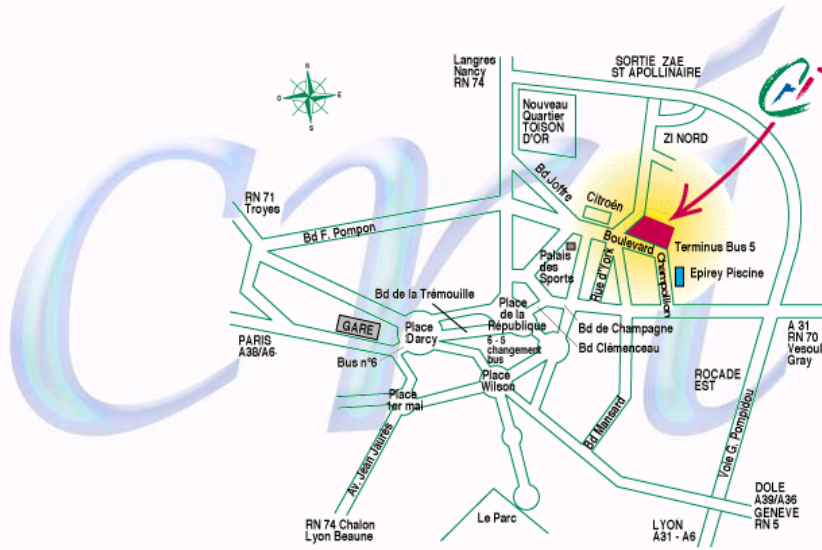 Langres
Nancy
RN 74
SORTIE ZAE
ST APOLLINAIRE
N
O
E
S
Nouveau
Quartier
TOISON
D'OR
ZI NORD
Bd Joffre
Citroën
RN 71
Troyes
Bd F. Pompon
Boulevard
Champollion
Terminus Bus 5
Palais
des
Sports
Rue d'York
Epirey Piscine
Bd de la Trémouille
Place
de la
République
6 - 5
changement
bus
GARE
Place
Darcy
Bd de Champagne
Bd Clémenceau
PARIS
A38/A6
Bus n°6
A 31
RN 70
Vesoul
Gray
Place
Wilson
ROCADE
EST
Place
1er mai
Bd Mansard
Voie G. Pompidou
Av. Jean Jaurès
DOLE
A39/A36
GENEVE
RN 5
Le Parc
RN 74 Chalon
Lyon Beaune
LYON
A31 - A6